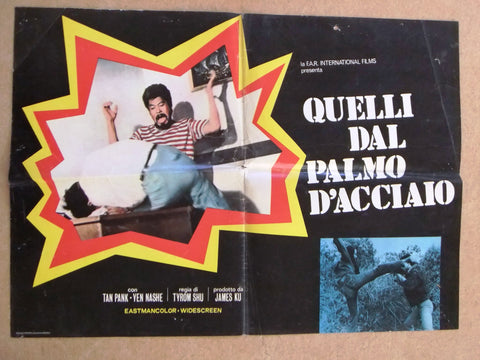 la F.A.R. INTERNATIONAL FILMS
presenta
QUELLI
DAL
PALMO
D'ACCIAIO
con
TAN PANK · YEN NASHE
regia di
TYROM SHU
prodotto da
JAMES KU
EASTMANCOLOR · WIDESCREEN